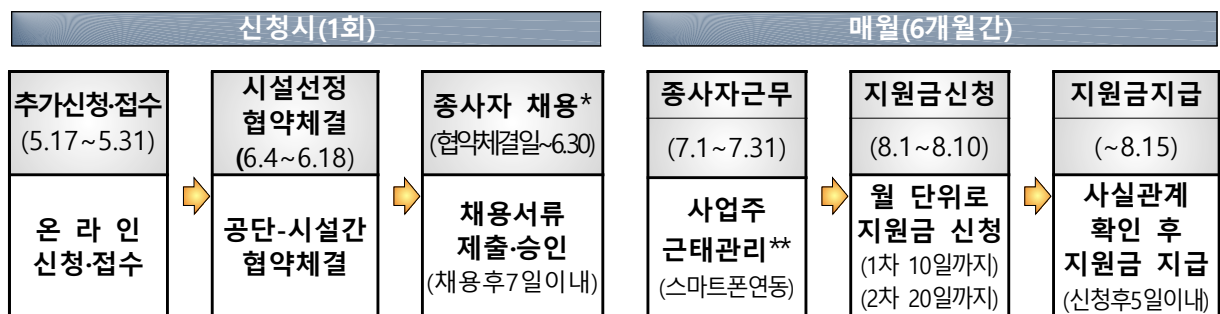 신청시(1회)
매월(6개월간)
추가신청·접수
(5.17~5.31)
온 라 인
신청·접수
시설선정
협약체결
(6.4~6.18)
공단-시설간
협약체결
종사자 채용*
(협약체결일~6.30)
채용서류
제출·승인
(채용후7일이내)
종사자근무
(7.1~7.31)
사업주
근태관리**
(스마트폰연동)
지원금신청
(8.1~8.10)
월 단위로
지원금 신청
(1차 10일까지)
(2차 20일까지)
지원금지급
(~8.15)
사실관계
확인 후
지원금 지급
(신청후5일이내)